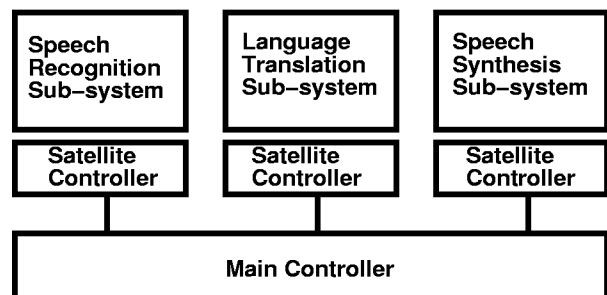 Speech
Recognition
Sub-system
Language
Translation
Sub-system
Speech
Synthesis
Sub-system
Satellite
Controller
Satellite
Controller
Satellite
Controller
Main Controller